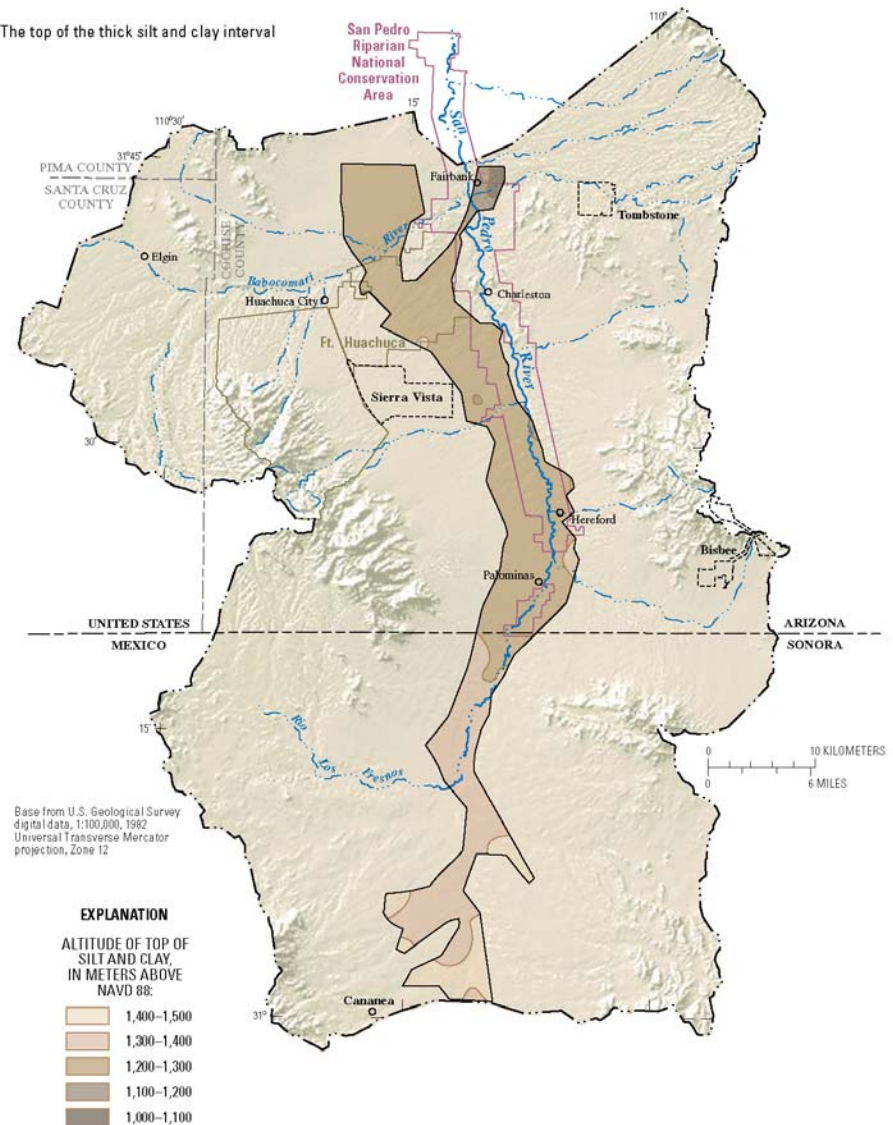 The top of the thick silt and clay interval
San Pedro
Riparian
National
Conservation
Area
110°
15'
110°30'
31°45'
PIMA COUNTY
SANTA CRUZ
COUNTY
COCHISE
COUNTY
San
Pedro
River
Fairbank
Tombstone
Elgin
Babocomari
River
Huachuca City
Charleston
Ft. Huachuca
Sierra Vista
30'
Hereford
Bisbee
Palominas
UNITED STATES
MEXICO
ARIZONA
SONORA
15'
Rio
Los
Fresnos
0 10 KILOMETERS
0 6 MILES
Base from U.S. Geological Survey
digital data, 1:100,000, 1982
Universal Transverse Mercator
projection, Zone 12
EXPLANATION
ALTITUDE OF TOP OF
SILT AND CLAY,
IN METERS ABOVE
NAVD 88:
1,400–1,500
1,300–1,400
1,200–1,300
1,100–1,200
1,000–1,100
Cananea
31°